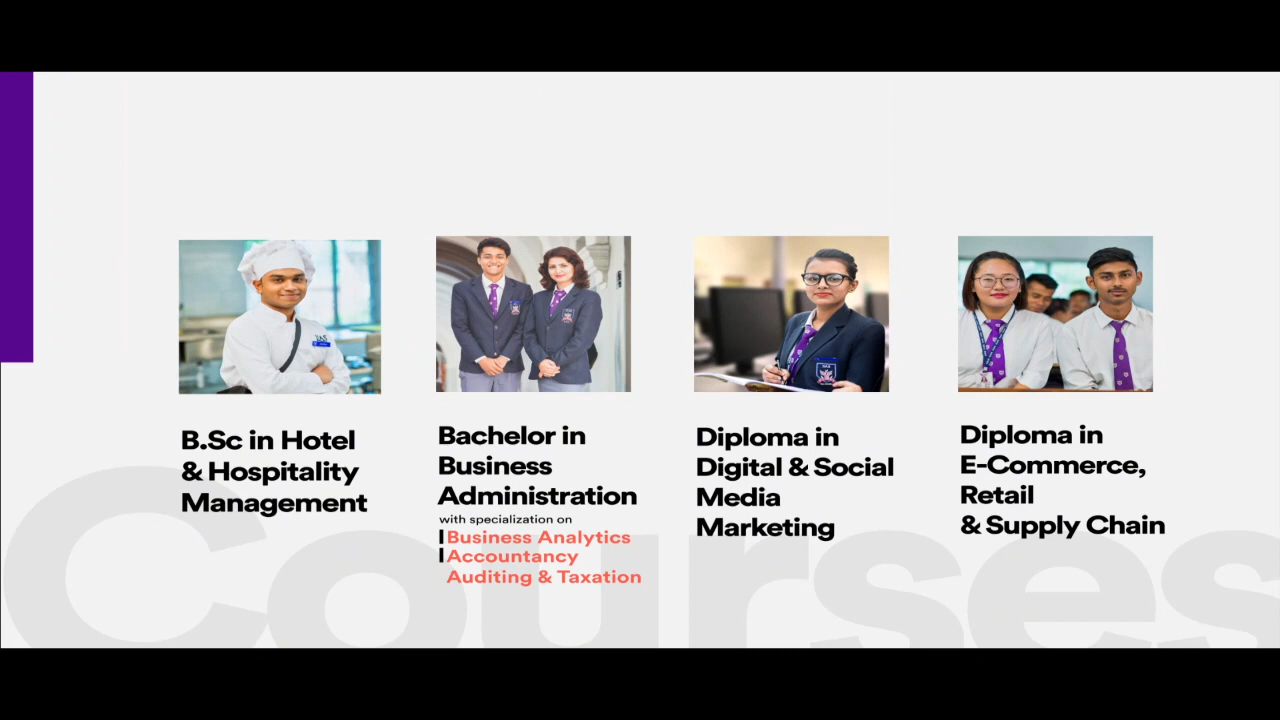 B.Sc in Hotel
& Hospitality
Management
Bachelor in
Business
Administration
with specialization on
Business Analytics
Accountancy
Auditing & Taxation
Diploma in
Digital & Social
Media
Marketing
Diploma in
E-Commerce,
Retail
& Supply Chain
Courses